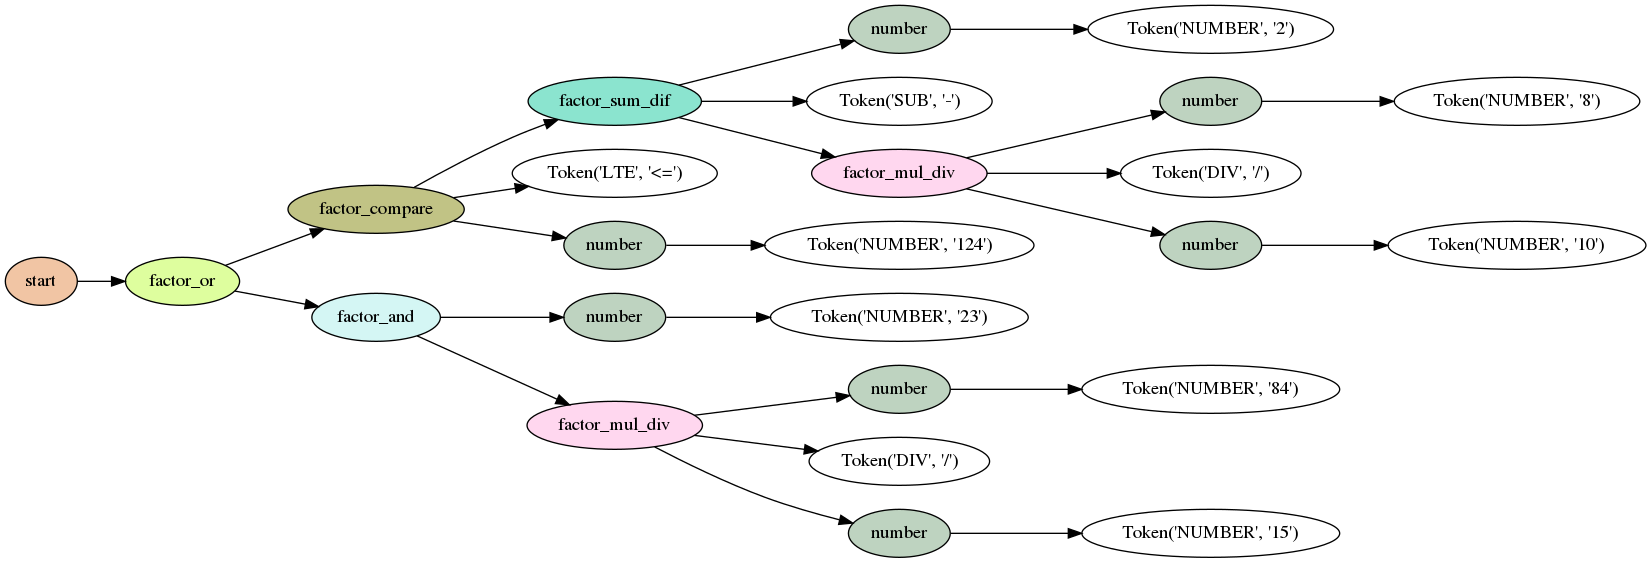 number
Token('NUMBER', '2')
factor_sum_dif
Token('SUB', '-')
number
Token('NUMBER', '8')
Token('LTE', '<=')
factor_mul_div
Token('DIV', '/')
factor_compare
number
Token('NUMBER', '124')
number
Token('NUMBER', '10')
start
factor_or
factor_and
number
Token('NUMBER', '23')
number
Token('NUMBER', '84')
factor_mul_div
Token('DIV', '/')
number
Token('NUMBER', '15')